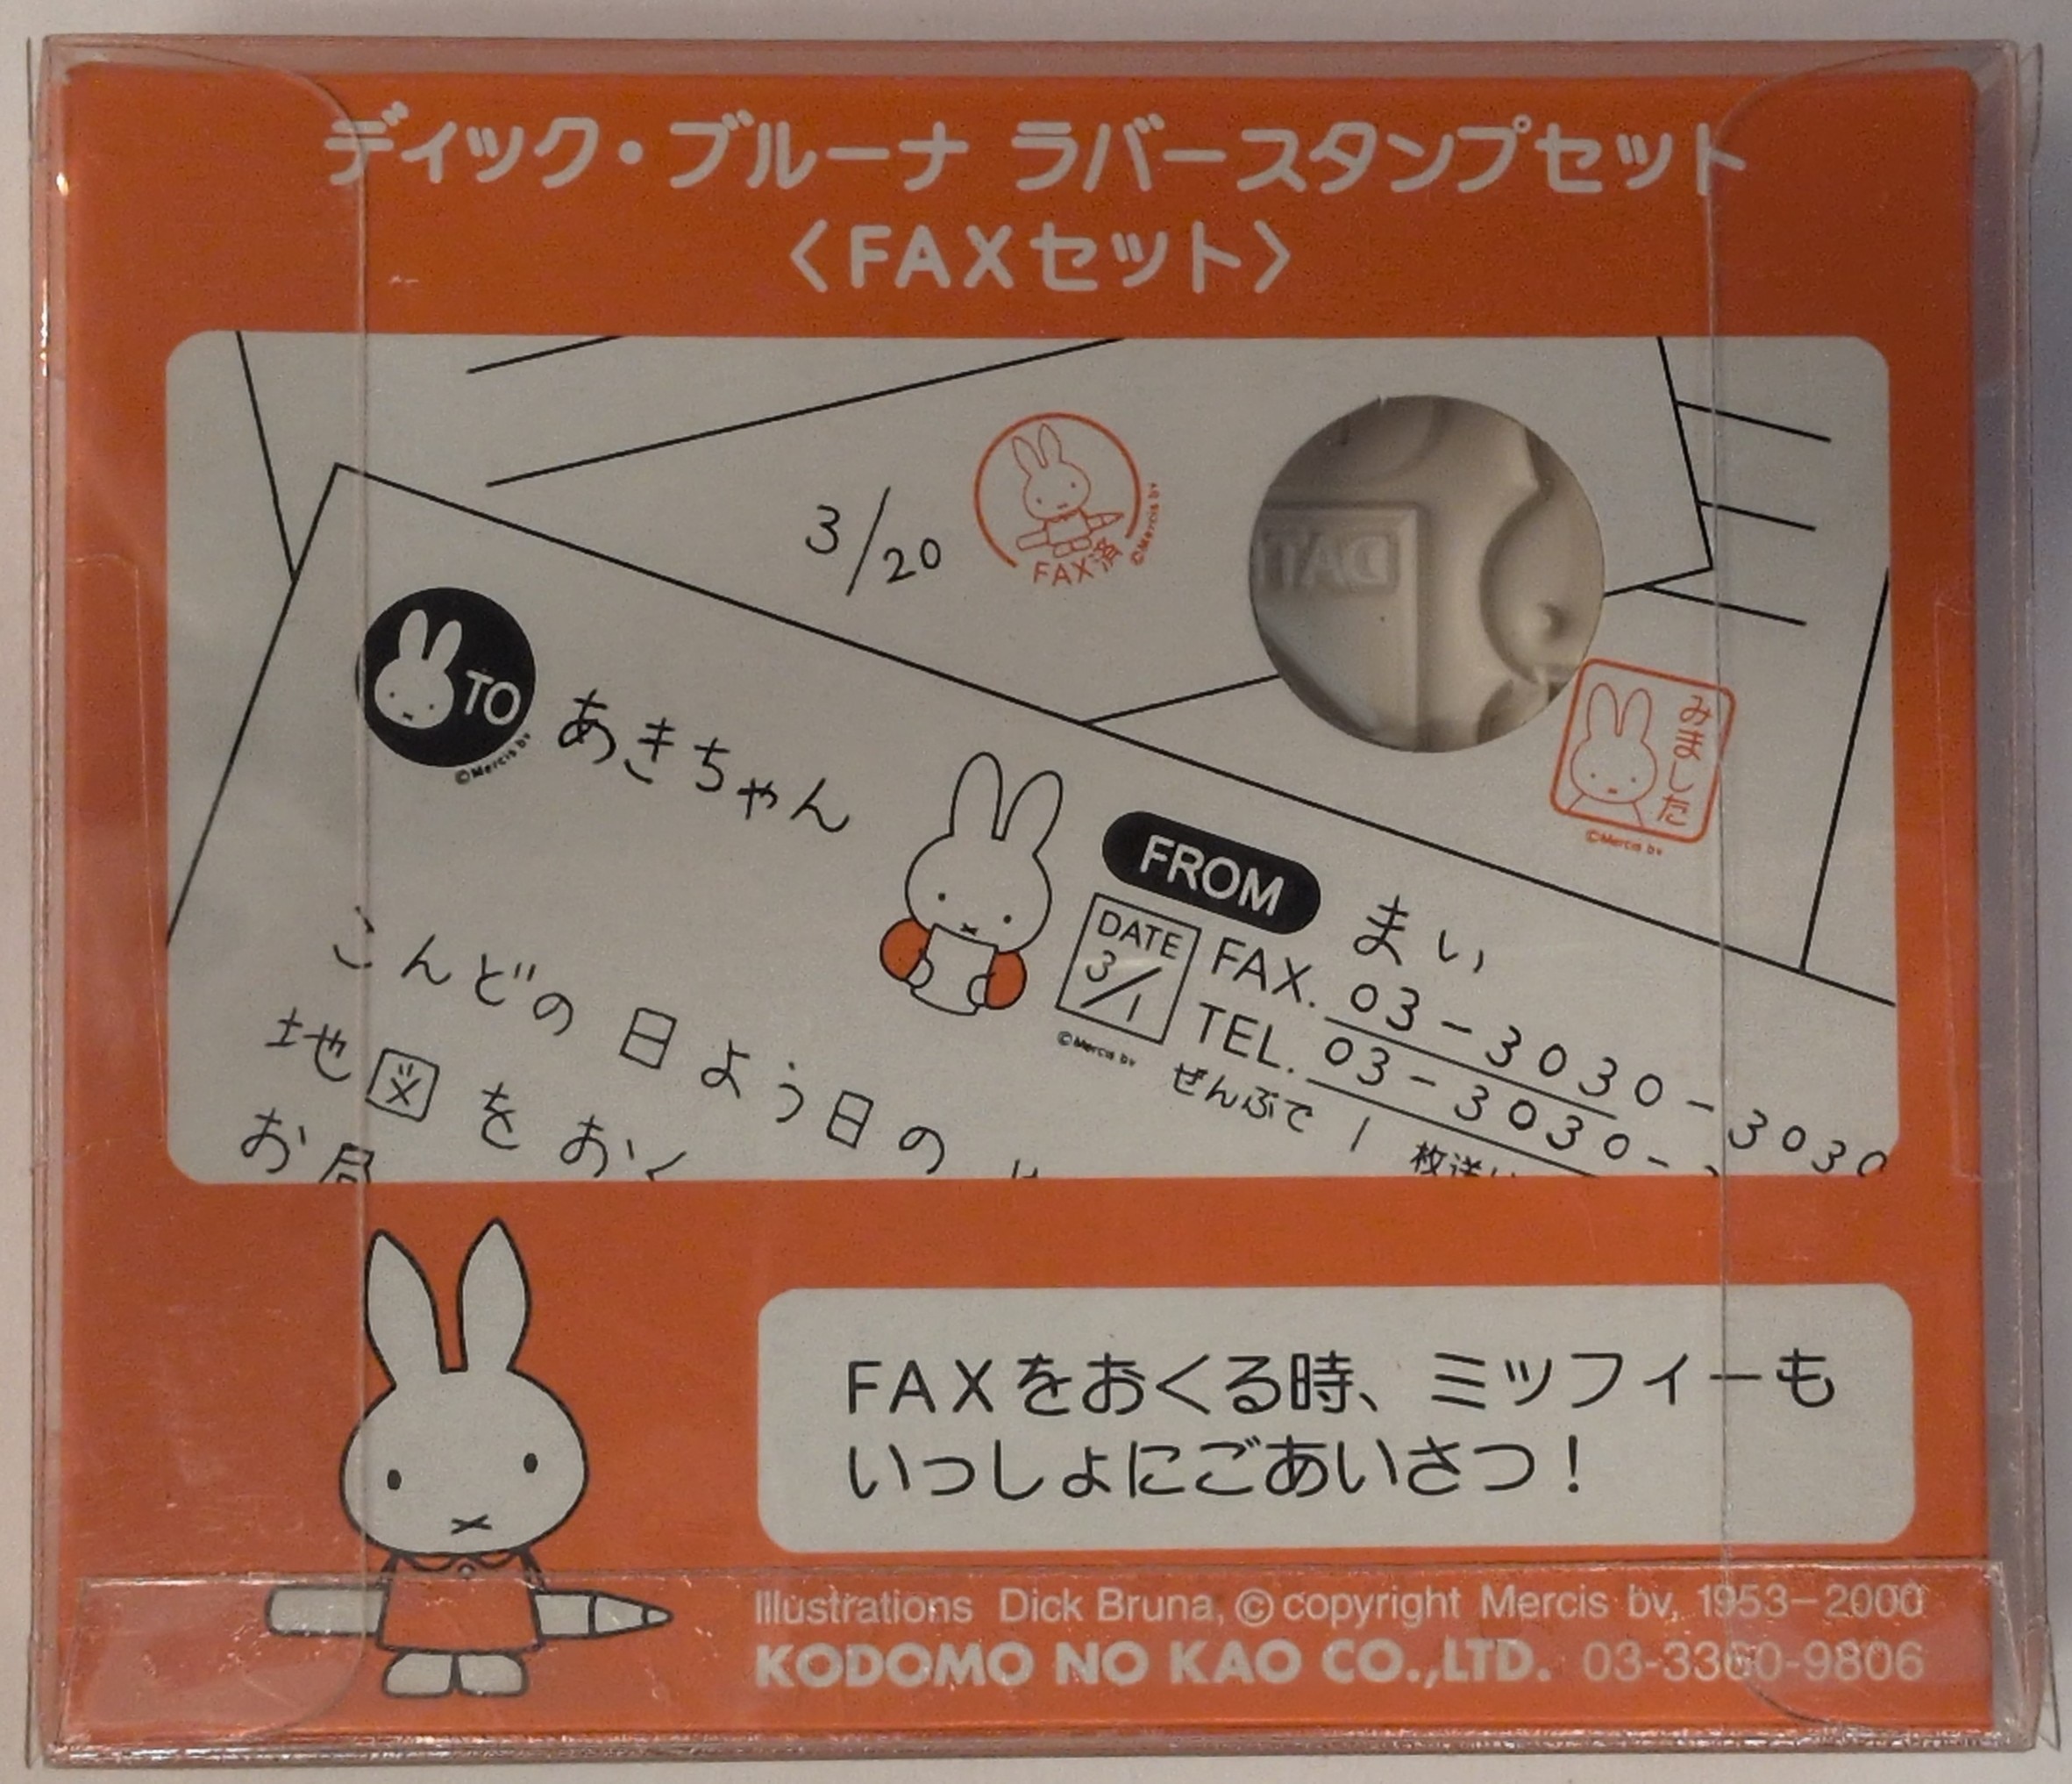 ディック・ブルーナ ラバースタンプセット
〈FAXセット〉
3/20
FAX済
©Mercis bv
DAT
みました
©Mercis bv
TO
©Mercis bv
あきちゃん
FROM
まい
DATE
3/1
©Mercis bv
FAX. 03-3030-3030
TEL. 03-3030-
ぜんぶで 1 枚送
こんどの日よう日の
地図をおく
お昼
FAXをおくる時、ミッフィーも
いっしょにごあいさつ！
Illustrations Dick Bruna, ©copyright Mercis bv, 1953–2000
KODOMO NO KAO CO.,LTD. 03-3360-9806